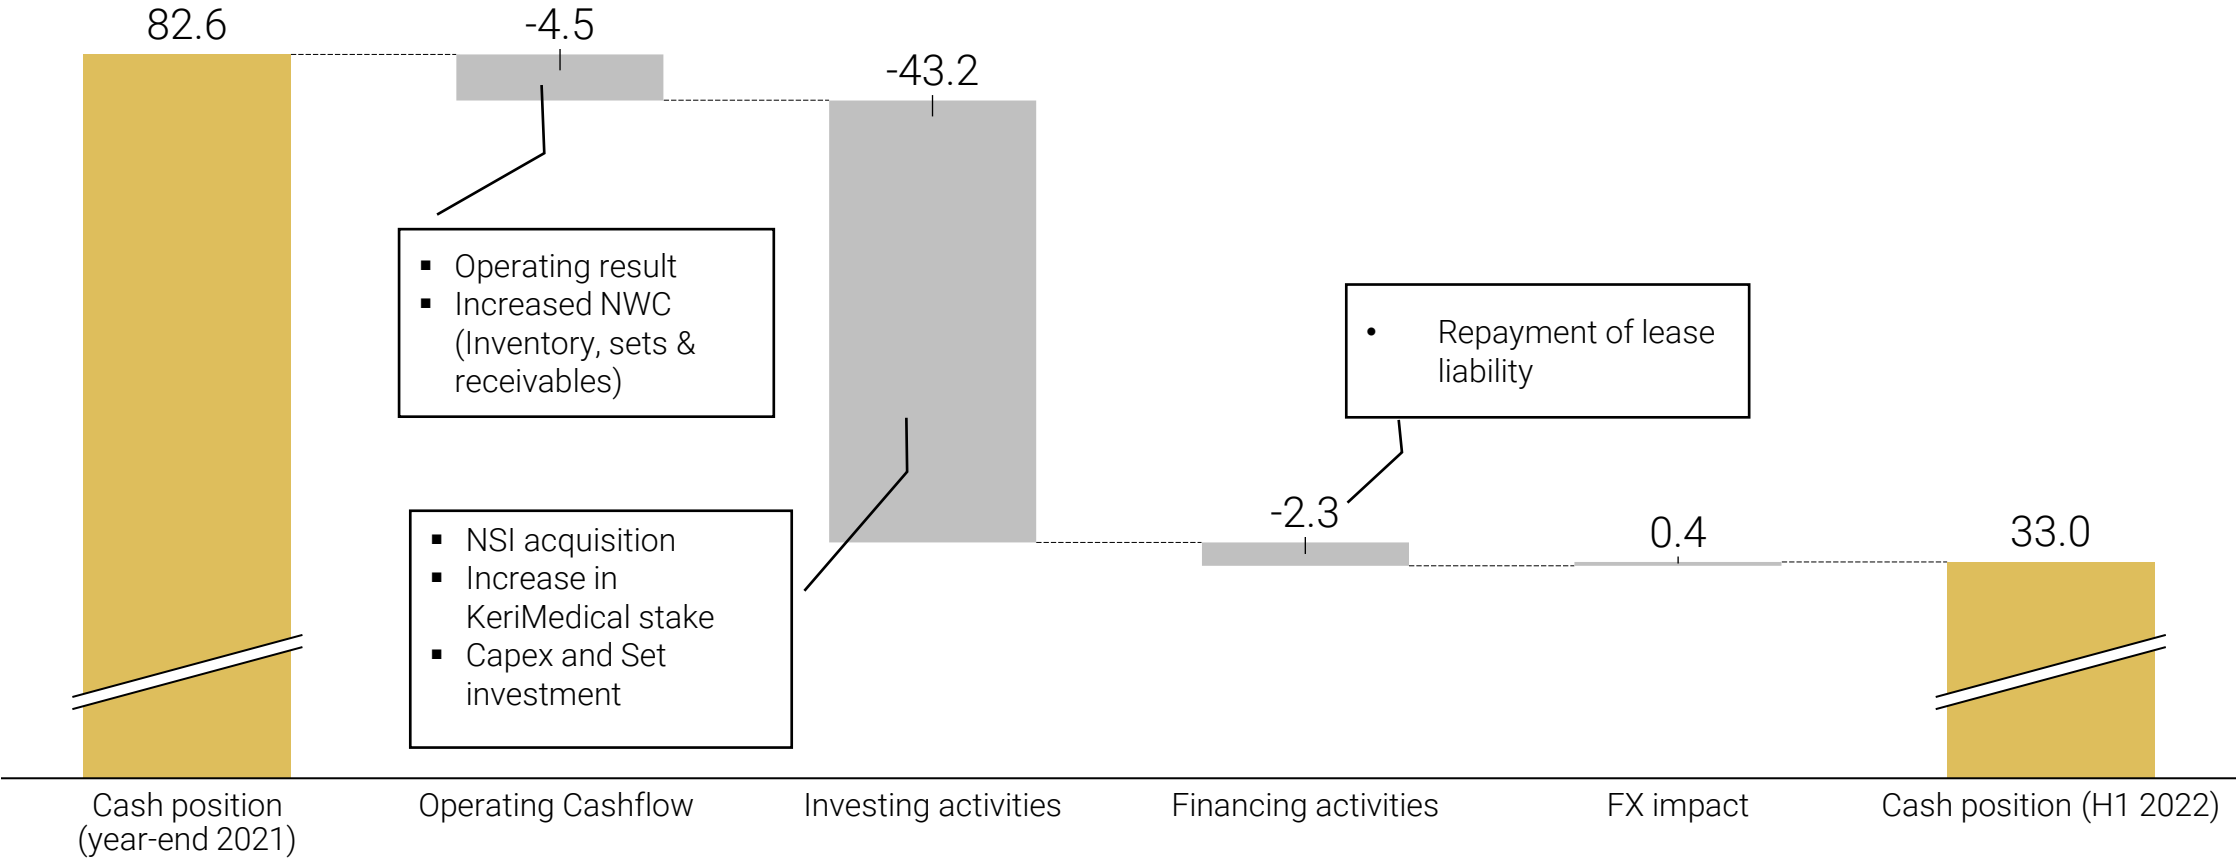 82.6
-4.5
-43.2
▪ Operating result
▪ Increased NWC
(Inventory, sets &
receivables)
• Repayment of lease
liability
-2.3
0.4
33.0
▪ NSI acquisition
▪ Increase in
KeriMedical stake
▪ Capex and Set
investment
Cash position
(year-end 2021)
Operating Cashflow
Investing activities
Financing activities
FX impact
Cash position (H1 2022)